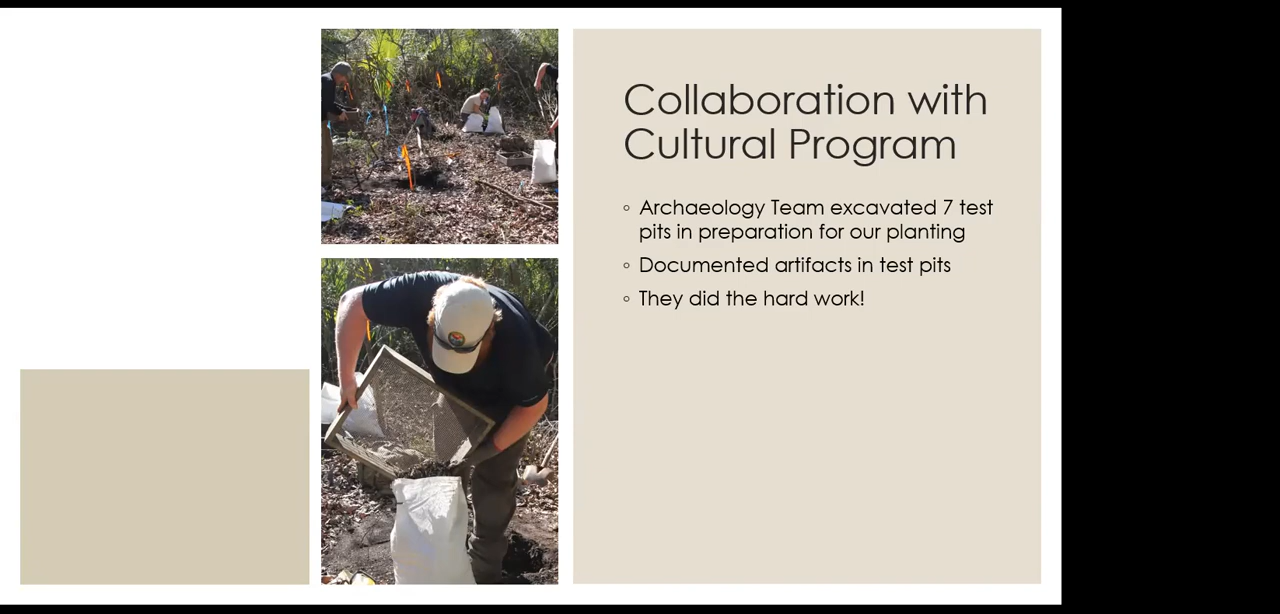 Collaboration with
Cultural Program
◦ Archaeology Team excavated 7 test
pits in preparation for our planting
◦ Documented artifacts in test pits
◦ They did the hard work!